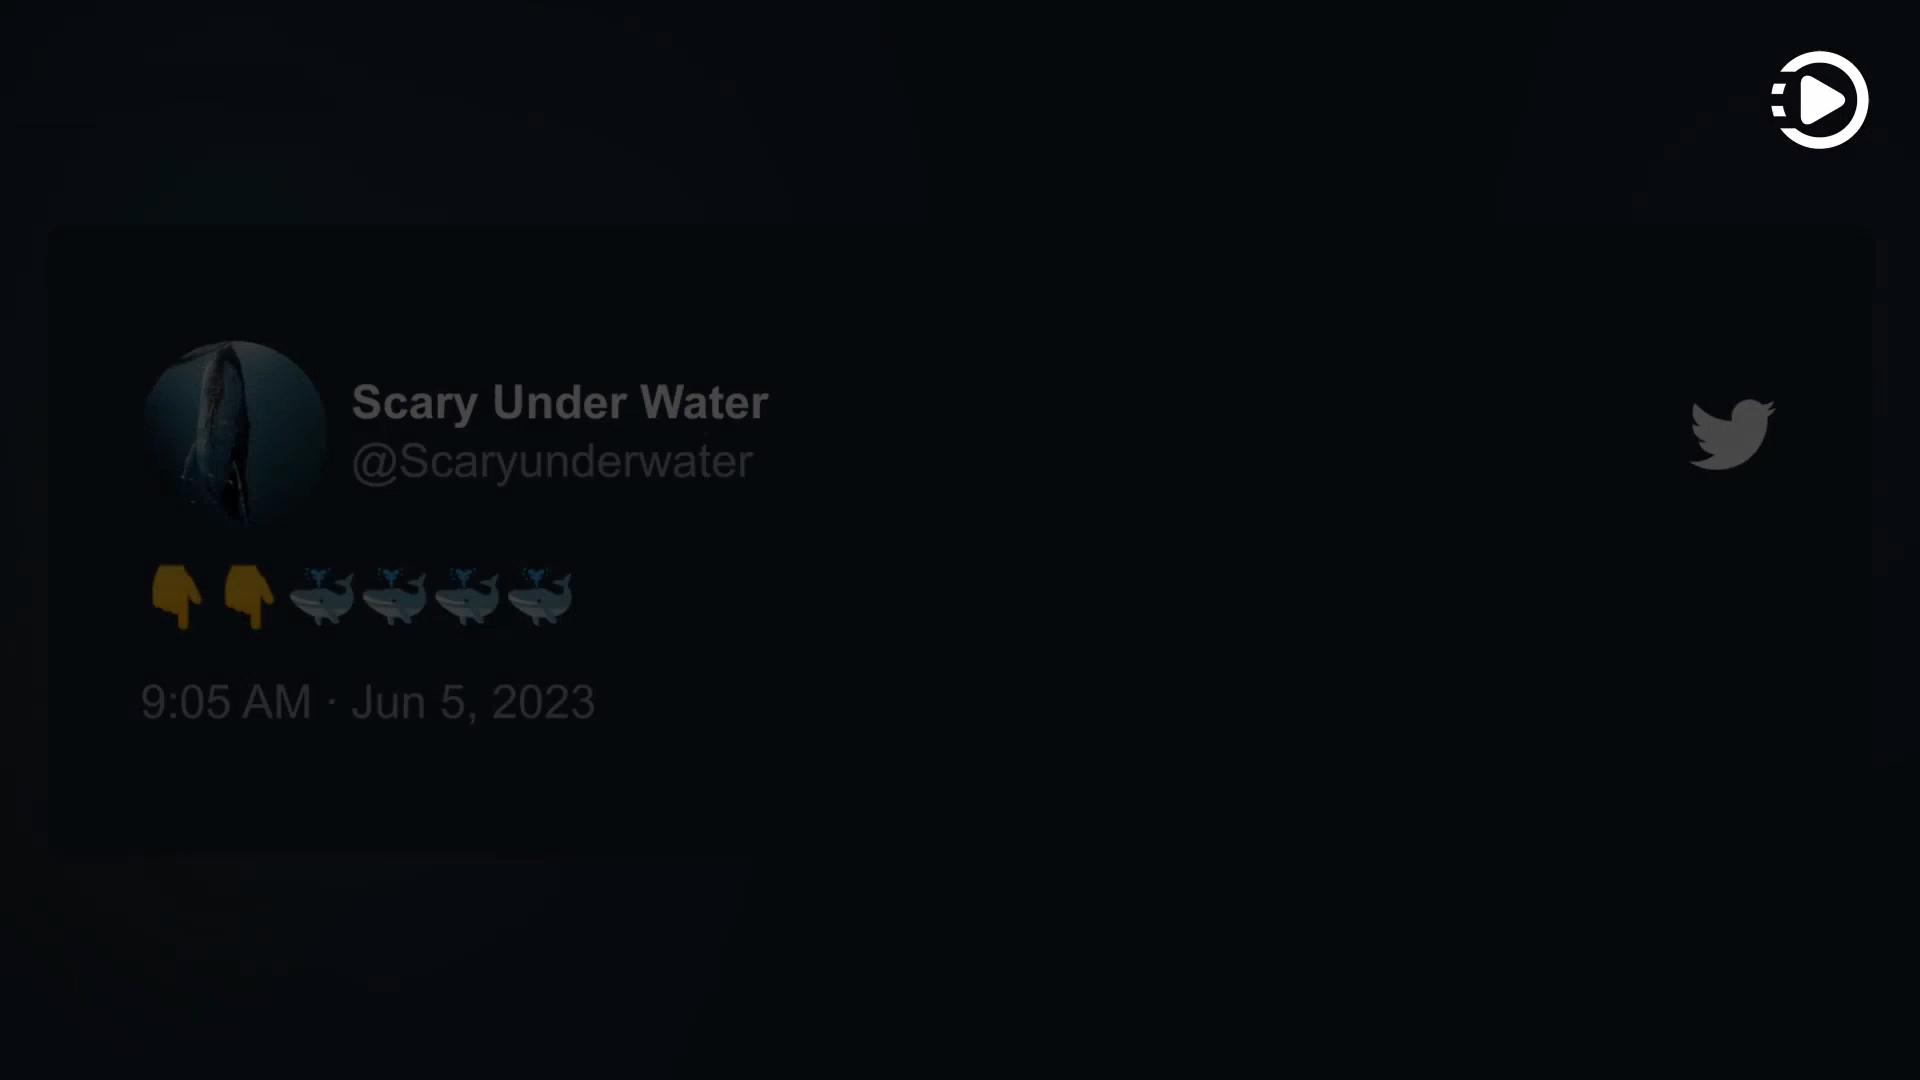 Scary Under Water
@Scaryunderwater
👇👇🐳🐳🐳🐳
9:05 AM · Jun 5, 2023